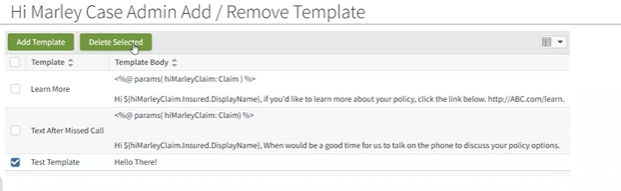 Hi Marley Case Admin Add / Remove Template
Add Template Delete Selected
Template Template Body
<%@ params( hiMarleyClaim: Claim ) %>
Learn More
Hi ${hiMarleyClaim.Insured.DisplayName}, if you'd like to learn more about your policy, click the link below. http://ABC.com/learn.
<%@ params( hiMarleyClaim: Claim) %>
Text After Missed Call
Hi ${hiMarleyClaim.Insured.DisplayName}, When would be a good time for us to talk on the phone to discuss your policy options.
Test Template Hello There!